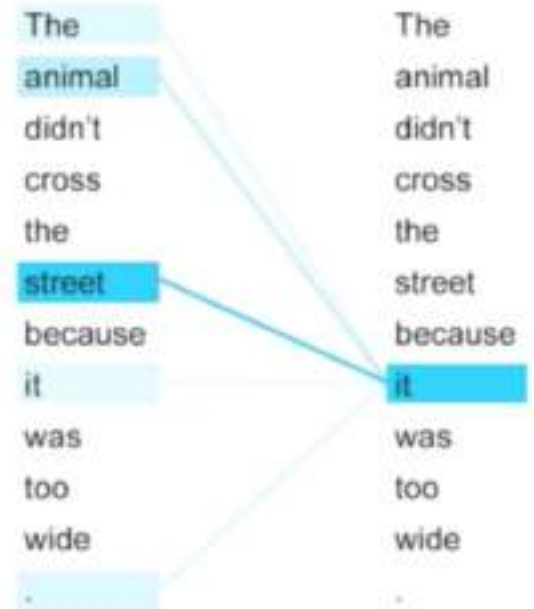 The The
animal animal
didn't didn't
cross cross
the the
street street
because because
it it
was was
too too
wide wide
. .